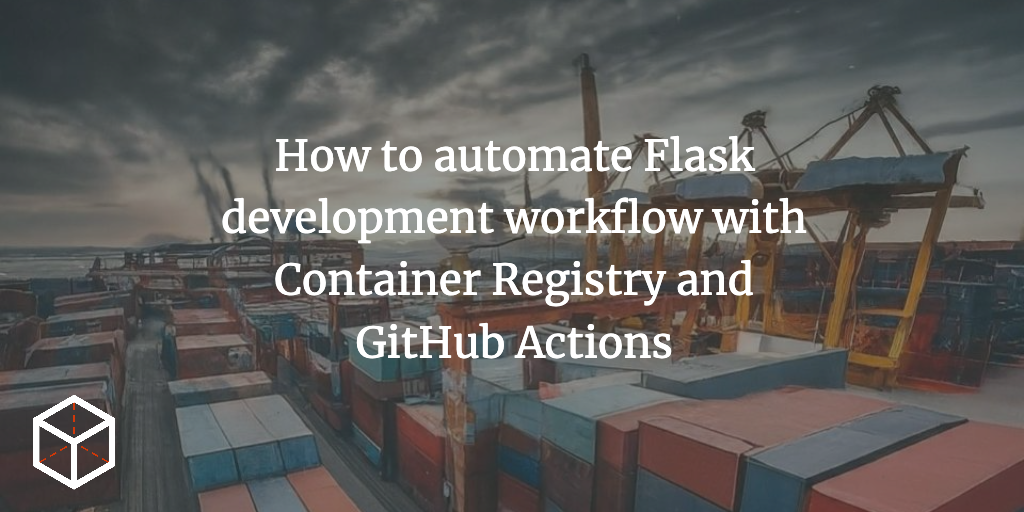 How to automate Flask
development workflow with
Container Registry and
GitHub Actions